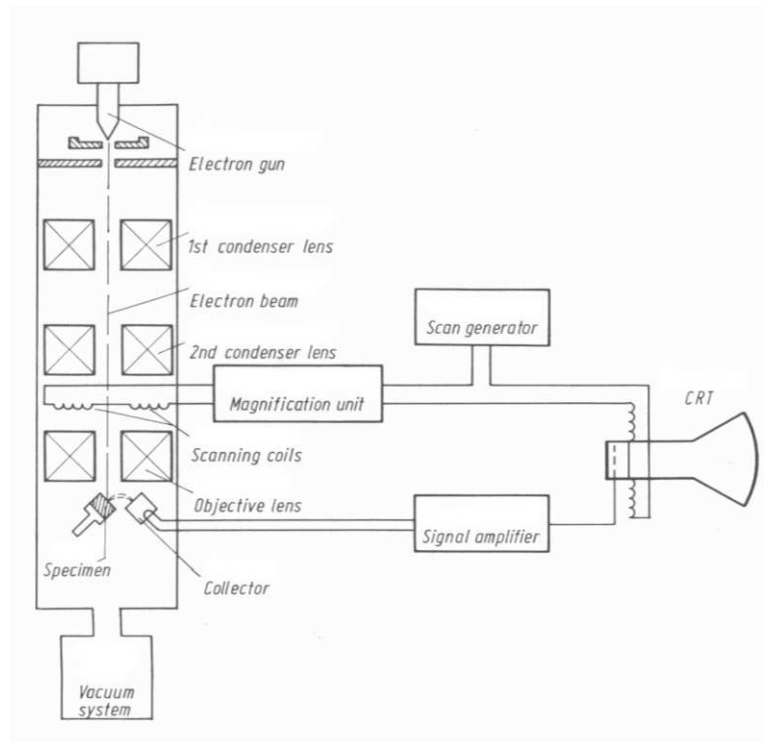 Electron gun
1st condenser lens
Electron beam
Scan generator
2nd condenser lens
Magnification unit
CRT
Scanning coils
Objective lens
Signal amplifier
Specimen
Collector
Vacuum
system